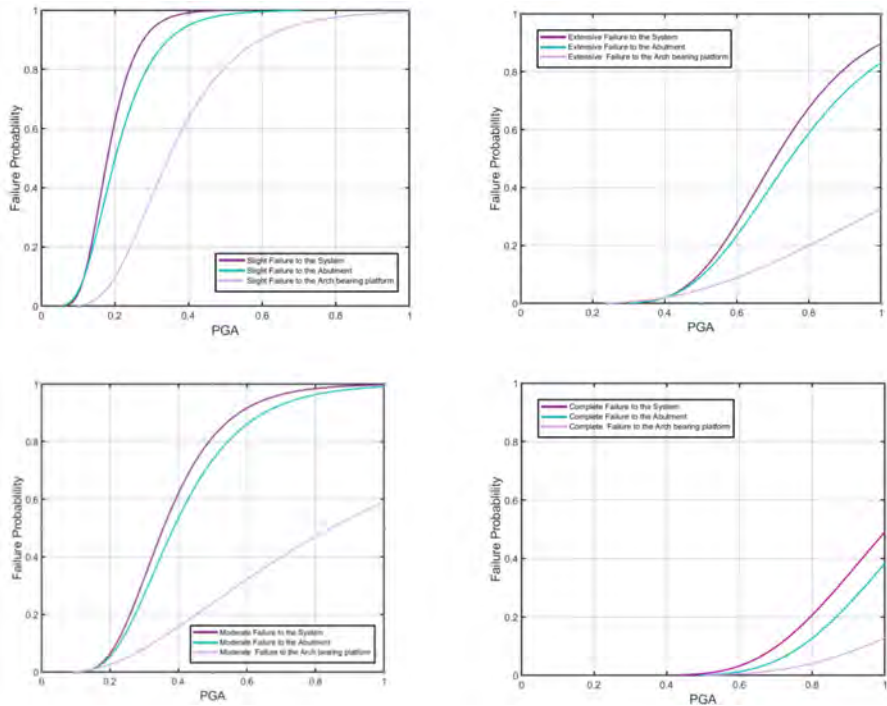 1
0.8
0.6
0.4
0.2
0
0 0.2 0.4 0.6 0.8 1
Failure Probablility
PGA
Slight Failure to the System
Slight Failure to the Abutment
Slight Failure to the Arch bearing platform
1
0.8
0.6
0.4
0.2
0
0 0.2 0.4 0.6 0.8 1
Failure Probablility
PGA
Extensive Failure to the System
Extensive Failure to the Abutment
Extensive Failure to the Arch bearing platform
1
0.8
0.6
0.4
0.2
0
0.2 0.4 0.6 0.8 1
Failure Probablility
PGA
Moderate Failure to the System
Moderate Failure to the Abutment
Moderate Failure to the Arch bearing platform
1
0.8
0.6
0.4
0.2
0
0 0.2 0.4 0.6 0.8 1
Failure Probablility
PGA
Complete Failure to the System
Complete Failure to the Abutment
Complete Failure to the Arch bearing platform